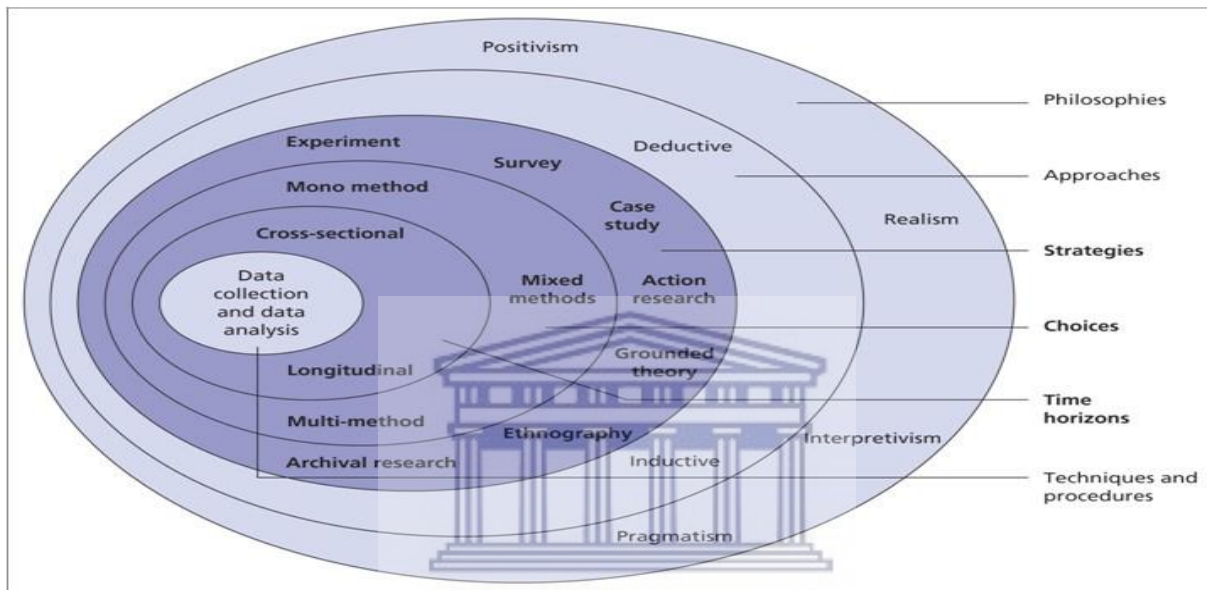 Positivism
Philosophies
Deductive
Approaches
Experiment
Survey
Mono method
Case
study
Realism
Cross-sectional
Strategies
Data
collection
and data
analysis
Mixed
methods
Action
research
Choices
Longitudinal
Grounded
theory
Time
horizons
Multi-method
Ethnography
Interpretivism
Archival research
Inductive
Techniques and
procedures
Pragmatism